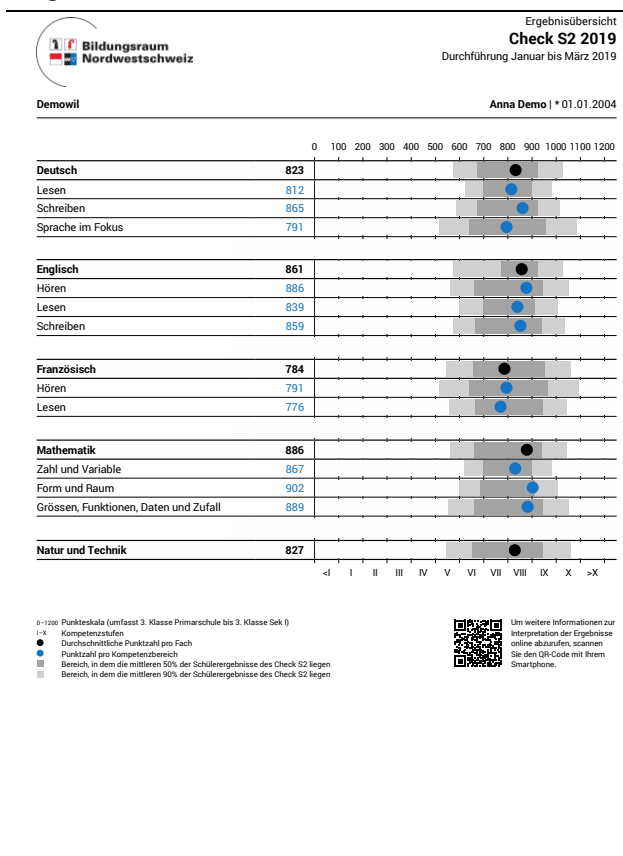 Ergebnisübersicht
Check S2 2019
Durchführung Januar bis März 2019
Bildungsraum
Nordwestschweiz
Demowil
Anna Demo | * 01.01.2004
0 100 200 300 400 500 600 700 800 900 1000 1100 1200
Deutsch 823
Lesen 812
Schreiben 865
Sprache im Fokus 791
Englisch 861
Hören 886
Lesen 839
Schreiben 859
Französisch 784
Hören 791
Lesen 776
Mathematik 886
Zahl und Variable 867
Form und Raum 902
Grössen, Funktionen, Daten und Zufall 889
Natur und Technik 827
<I I II III IV V VI VII VIII IX X >X
0–1200 Punkteskala (umfasst 3. Klasse Primarschule bis 3. Klasse Sek I)
I–X Kompetenzstufen
Durchschnittliche Punktzahl pro Fach
Punktzahl pro Kompetenzbereich
Bereich, in dem die mittleren 50% der Schülerergebnisse des Check S2 liegen
Bereich, in dem die mittleren 90% der Schülerergebnisse des Check S2 liegen
Um weitere Informationen zur
Interpretation der Ergebnisse
online abzurufen, scannen
Sie den QR-Code mit Ihrem
Smartphone.